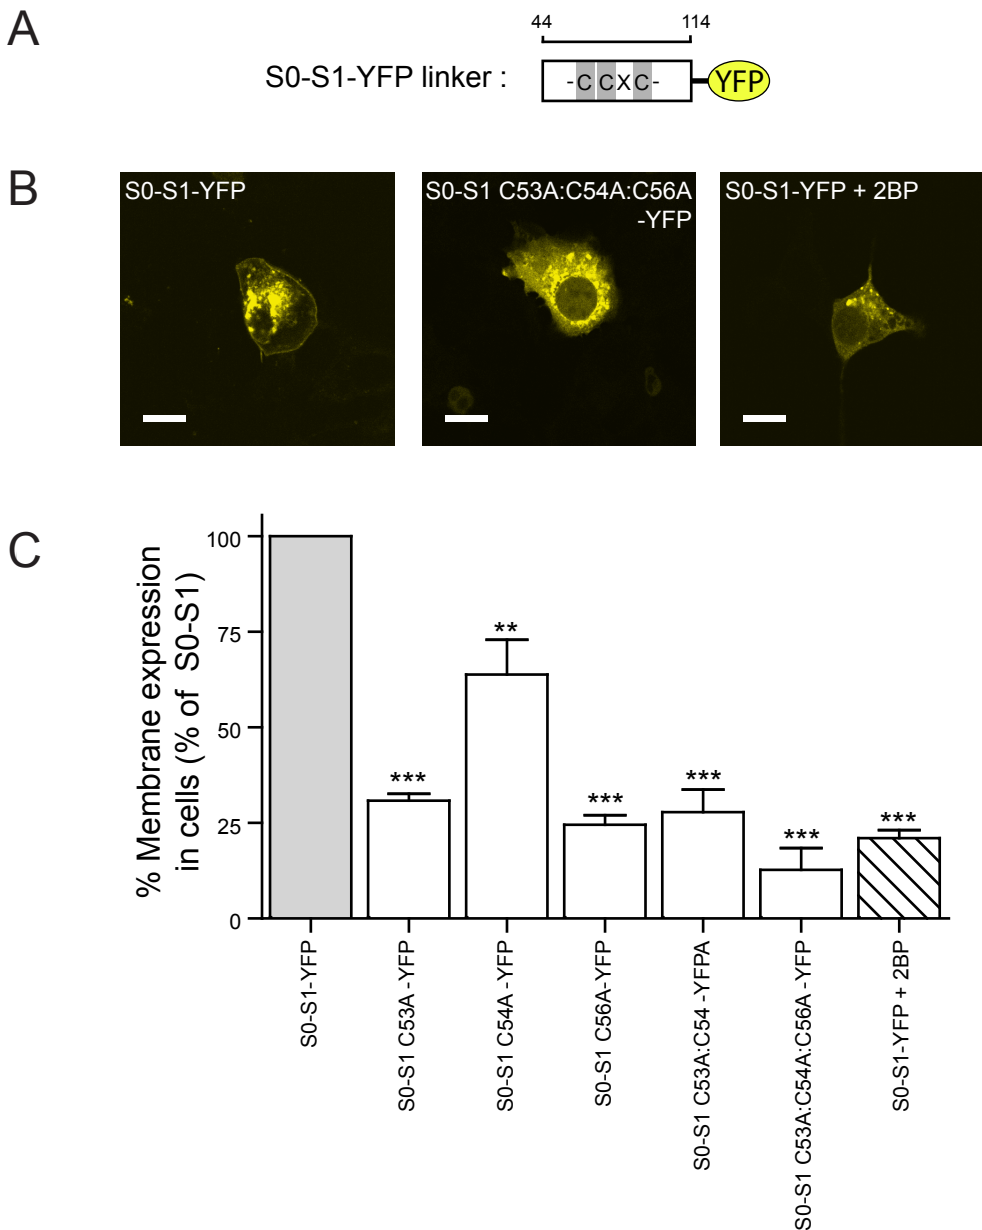 A
44 114
S0-S1-YFP linker :
-CCXC-
YFP
B
S0-S1-YFP
S0-S1 C53A:C54A:C56A
-YFP
S0-S1-YFP + 2BP
C
% Membrane expression
in cells (% of S0-S1)
100
75
50
25
0
***
**
***
***
***
***
S0-S1-YFP
S0-S1 C53A -YFP
S0-S1 C54A -YFP
S0-S1 C56A-YFP
S0-S1 C53A:C54 -YFPA
S0-S1 C53A:C54A:C56A -YFP
S0-S1-YFP + 2BP